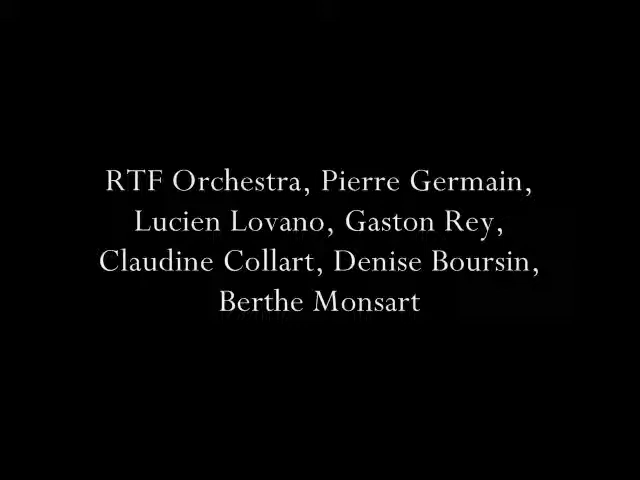 RTF Orchestra, Pierre Germain,
Lucien Lovano, Gaston Rey,
Claudine Collart, Denise Boursin,
Berthe Monsart